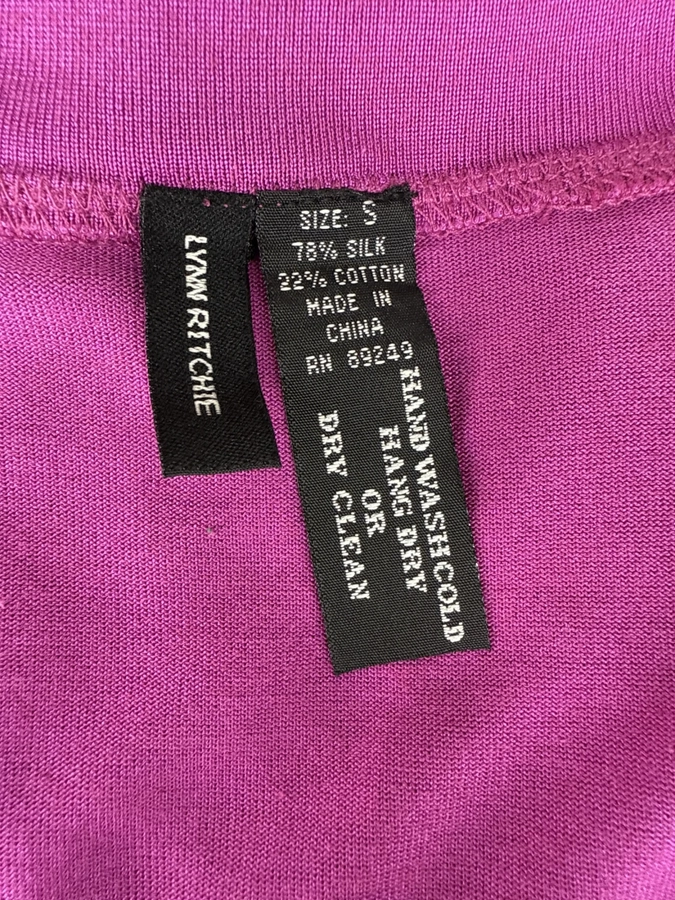 LYNN RITCHIE
SIZE: S
78% SILK
22% COTTON
MADE IN
CHINA
RN 89249
HAND WASH COLD
HANG DRY
OR
DRY CLEAN